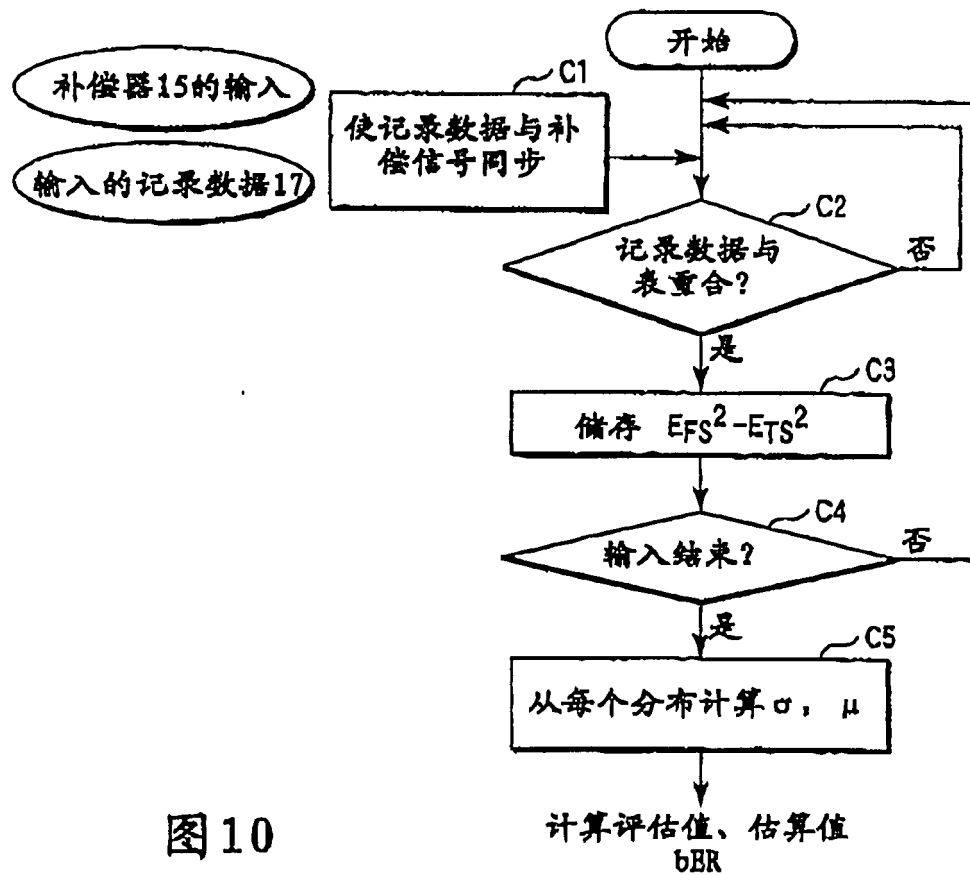 开始
补偿器15的输入
输入的记录数据17
C1
使记录数据与补
偿信号同步
C2
记录数据与
表重合?
否
是
C3
储存 EFS²-ETS²
C4
输入结束?
否
是
C5
从每个分布计算σ, μ
计算评估值、估算值
bER
图10